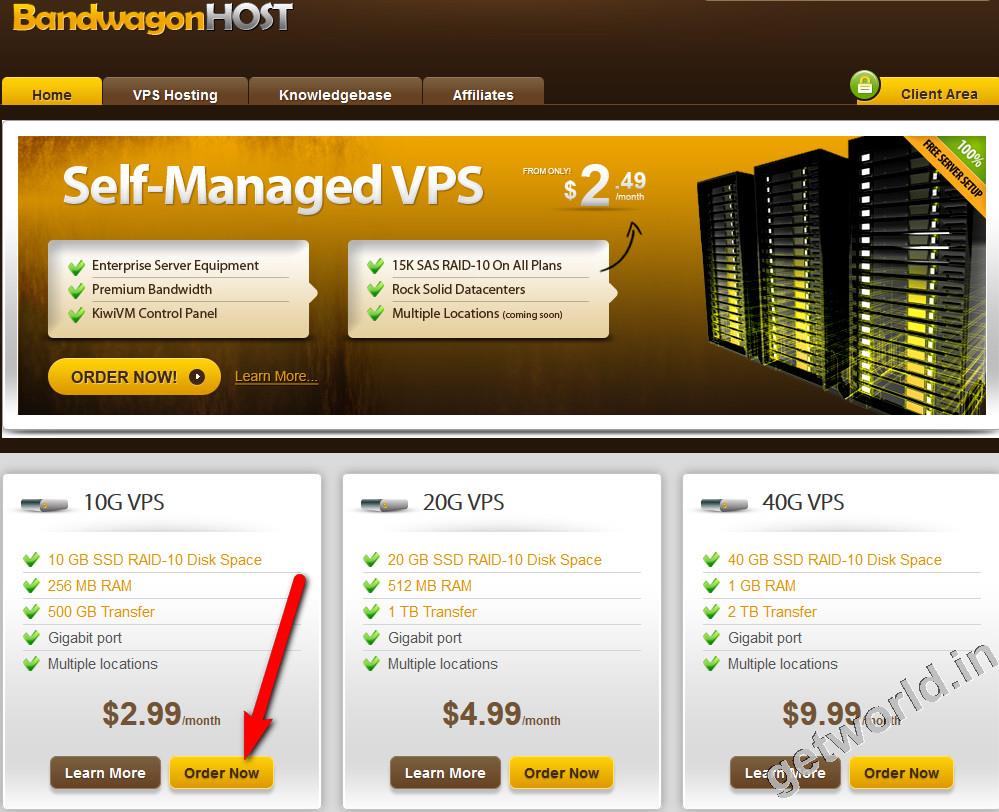 BandwagonHOST
Home
VPS Hosting
Knowledgebase
Affiliates
Client Area
Self-Managed VPS
FROM ONLY!
$2.49
/month
100%
FREE SERVER SETUP
Enterprise Server Equipment
Premium Bandwidth
KiwiVM Control Panel
15K SAS RAID-10 On All Plans
Rock Solid Datacenters
Multiple Locations (coming soon)
ORDER NOW!
Learn More...
10G VPS
10 GB SSD RAID-10 Disk Space
256 MB RAM
500 GB Transfer
Gigabit port
Multiple locations
$2.99/month
Learn More
Order Now
20G VPS
20 GB SSD RAID-10 Disk Space
512 MB RAM
1 TB Transfer
Gigabit port
Multiple locations
$4.99/month
Learn More
Order Now
40G VPS
40 GB SSD RAID-10 Disk Space
1 GB RAM
2 TB Transfer
Gigabit port
Multiple locations
$9.99/month
Learn More
Order Now
getworld.in